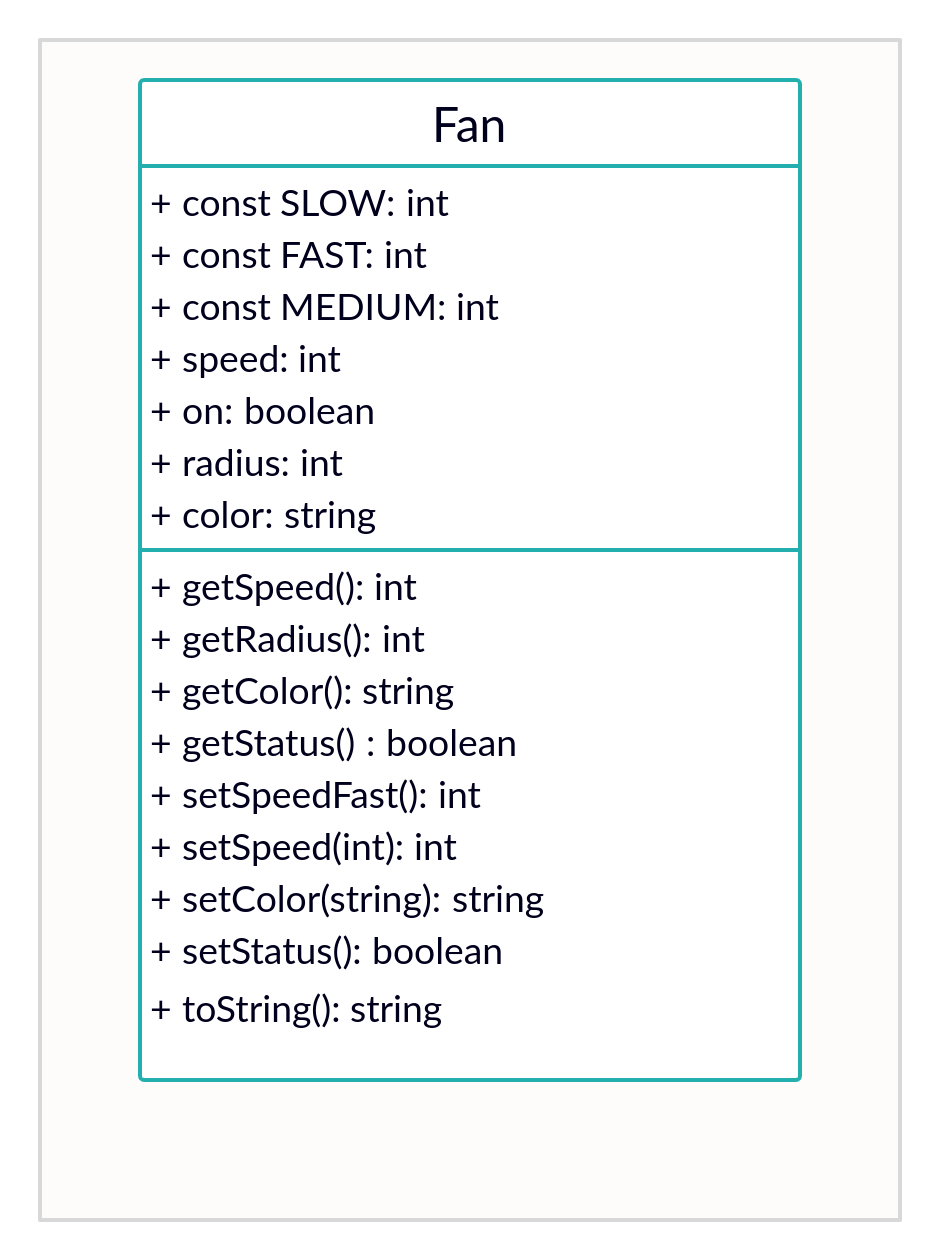 Fan
+ const SLOW: int
+ const FAST: int
+ const MEDIUM: int
+ speed: int
+ on: boolean
+ radius: int
+ color: string
+ getSpeed(): int
+ getRadius(): int
+ getColor(): string
+ getStatus() : boolean
+ setSpeedFast(): int
+ setSpeed(int): int
+ setColor(string): string
+ setStatus(): boolean
+ toString(): string